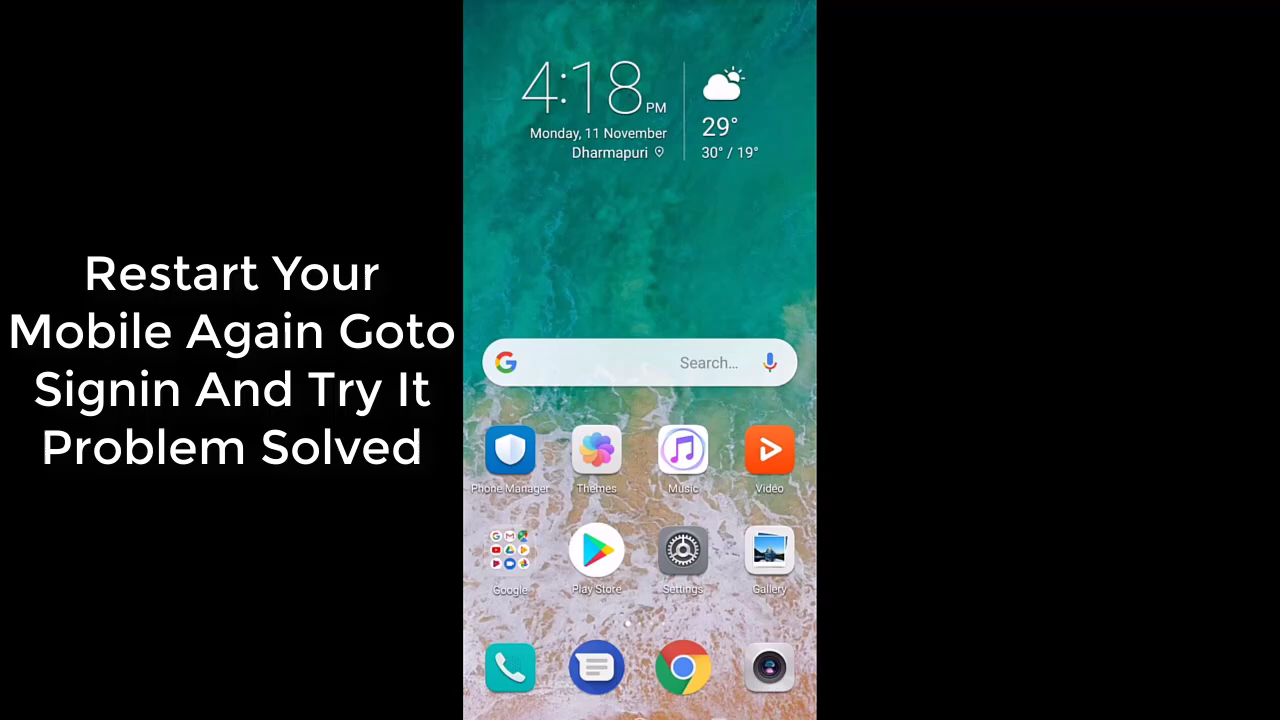 Restart Your
Mobile Again Goto
Signin And Try It
Problem Solved
4:18 PM
Monday, 11 November
Dharmapuri
29°
30° / 19°
Search...
Phone Manager
Themes
Music
Video
Google
Play Store
Settings
Gallery